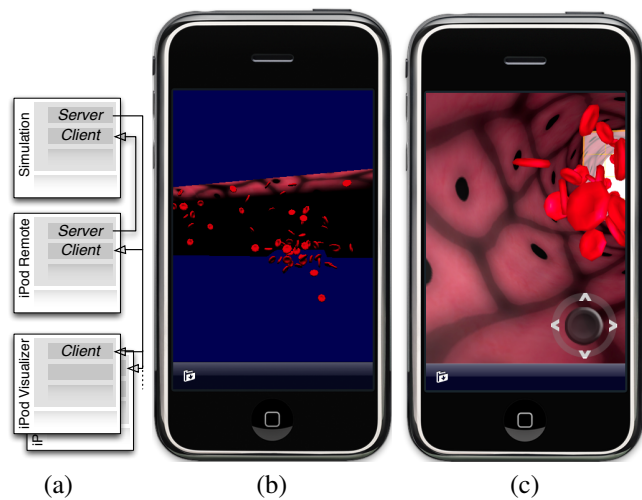 Simulation
Server
Client
iPod Remote
Server
Client
iPod Visualizer
Client
(a)
(b)
(c)